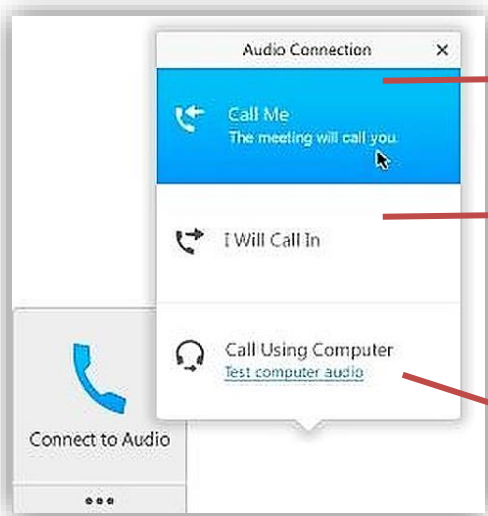 Audio Connection ×
Call Me
The meeting will call you.
I Will Call In
Call Using Computer
Test computer audio
Connect to Audio